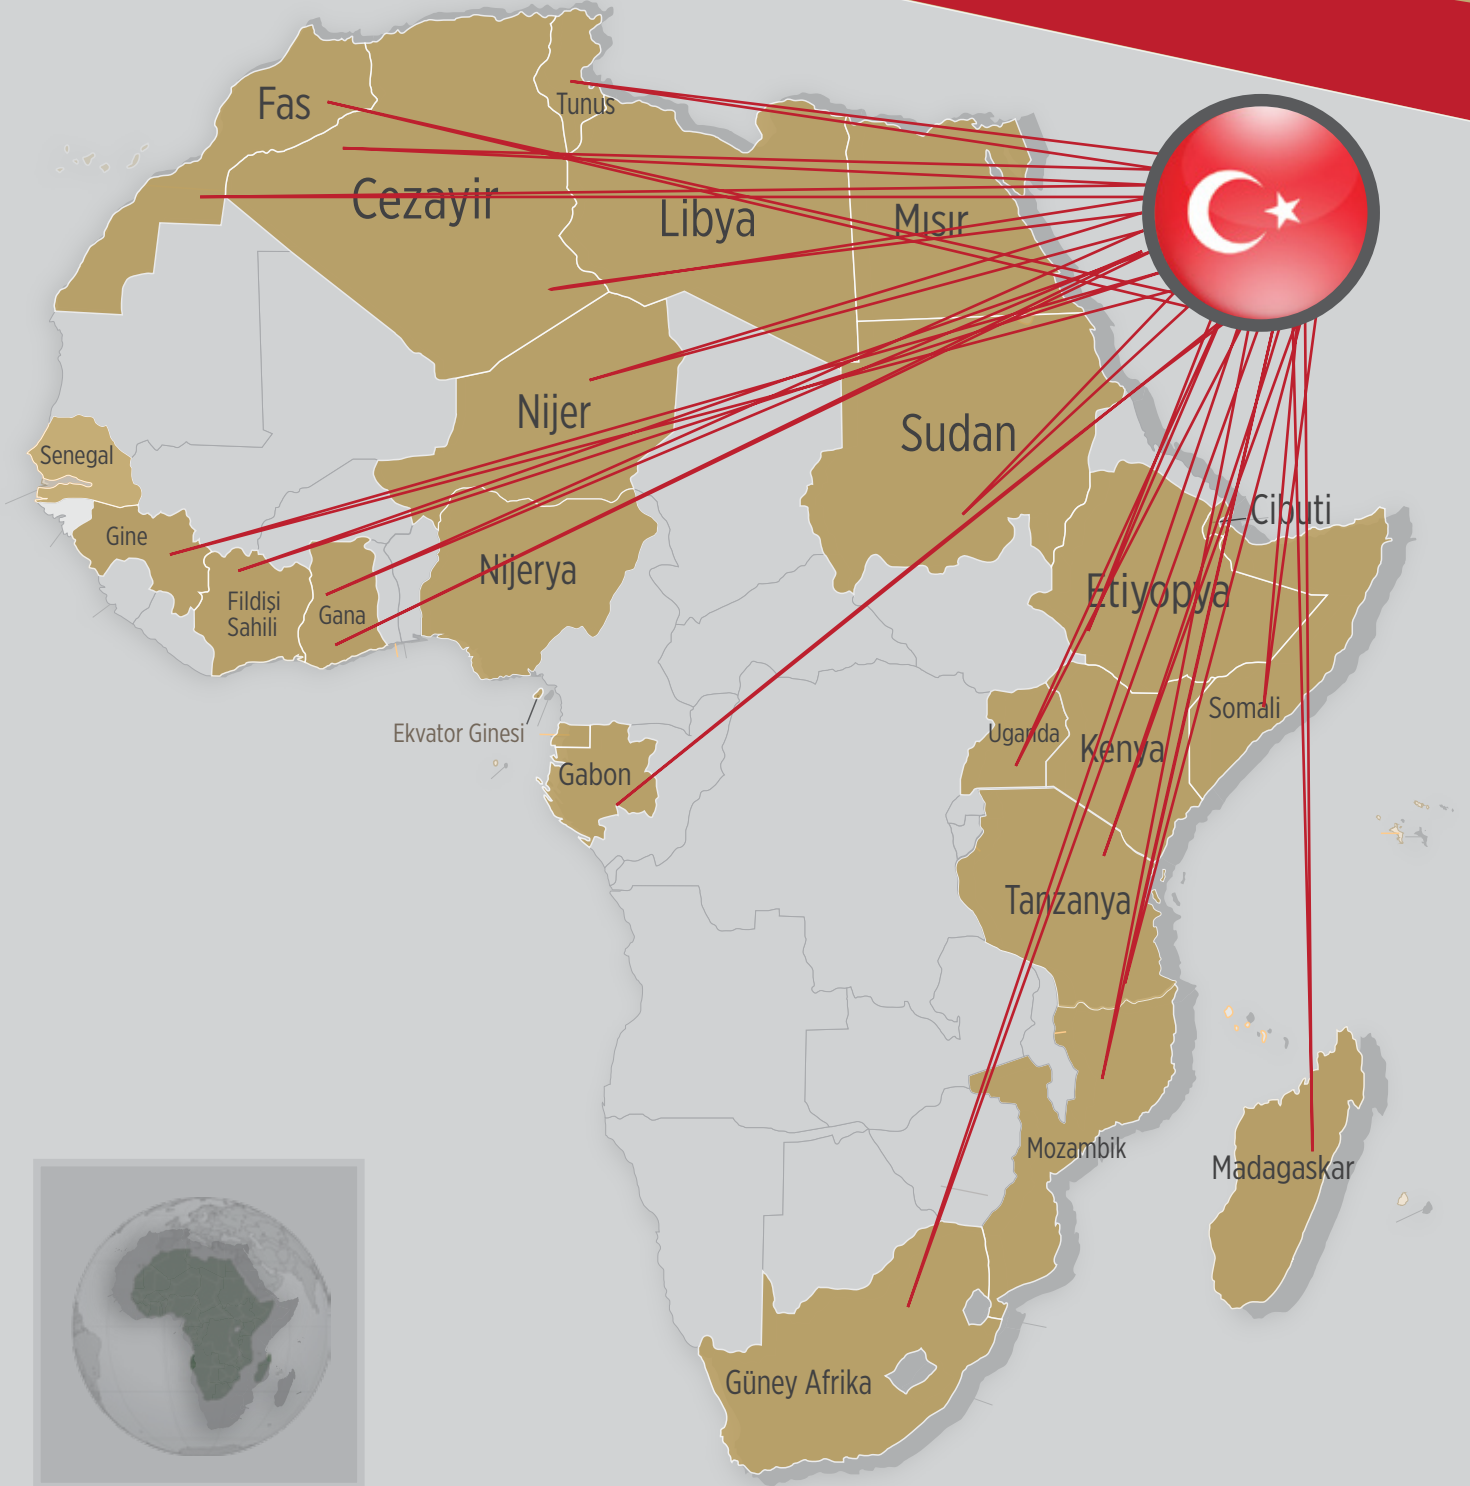 Fas
Tunus
Cezayir
Libya
Mısır
Nijer
Sudan
Senegal
Cibuti
Gine
Nijerya
Etiyopya
Fildişi
Sahili
Gana
Somali
Ekvator Ginesi
Uganda
Kenya
Gabon
Tanzanya
Mozambik
Madagaskar
Güney Afrika